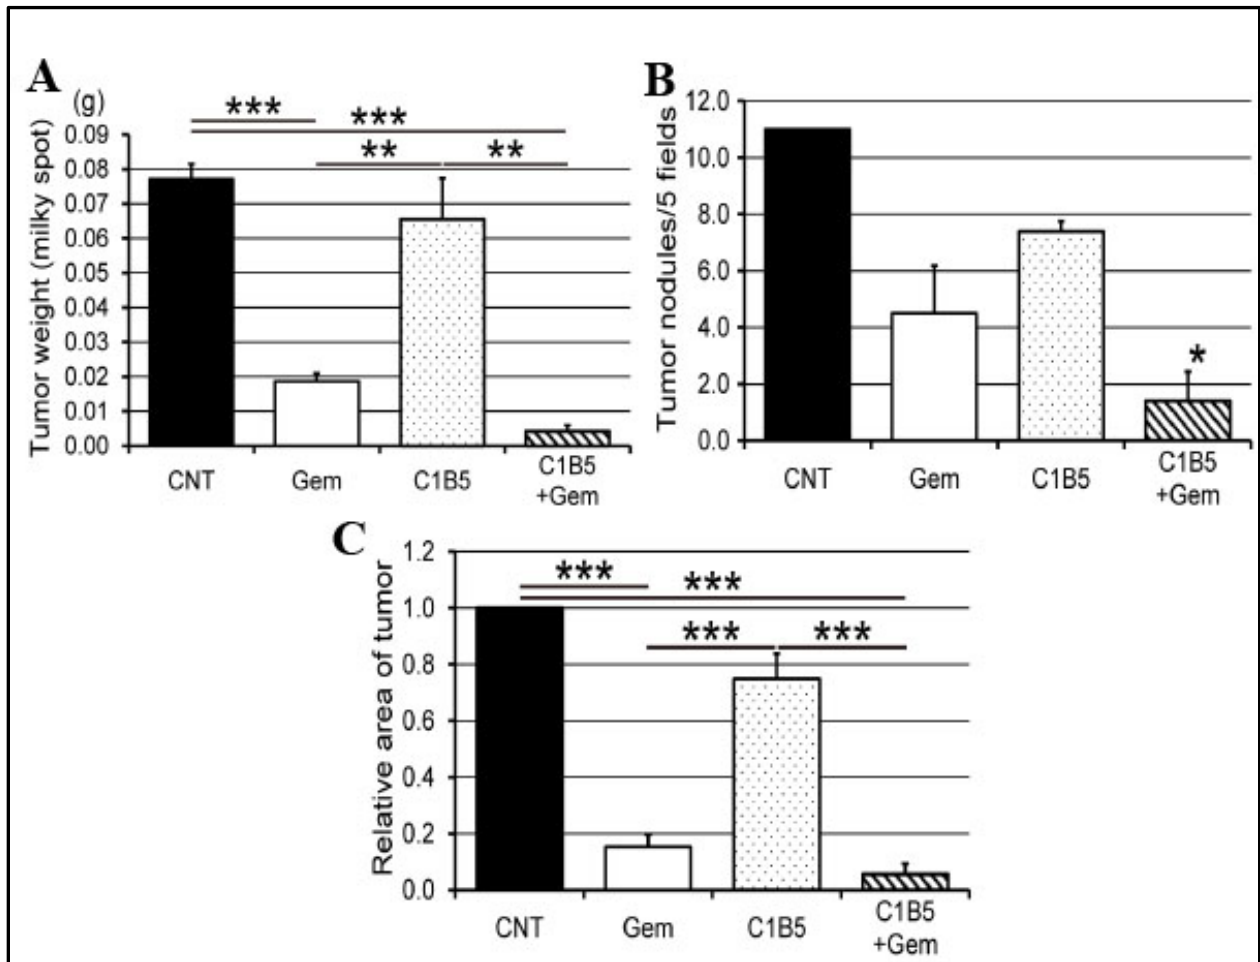 A
(g)
Tumor weight (milky spot)
0.09
0.08
0.07
0.06
0.05
0.04
0.03
0.02
0.01
0.00
***
***
**
**
CNT
Gem
C1B5
C1B5
+Gem
B
Tumor nodules/5 fields
12.0
10.0
8.0
6.0
4.0
2.0
0.0
*
CNT
Gem
C1B5
C1B5
+Gem
C
Relative area of tumor
1.2
1.0
0.8
0.6
0.4
0.2
0.0
***
***
***
***
CNT
Gem
C1B5
C1B5
+Gem